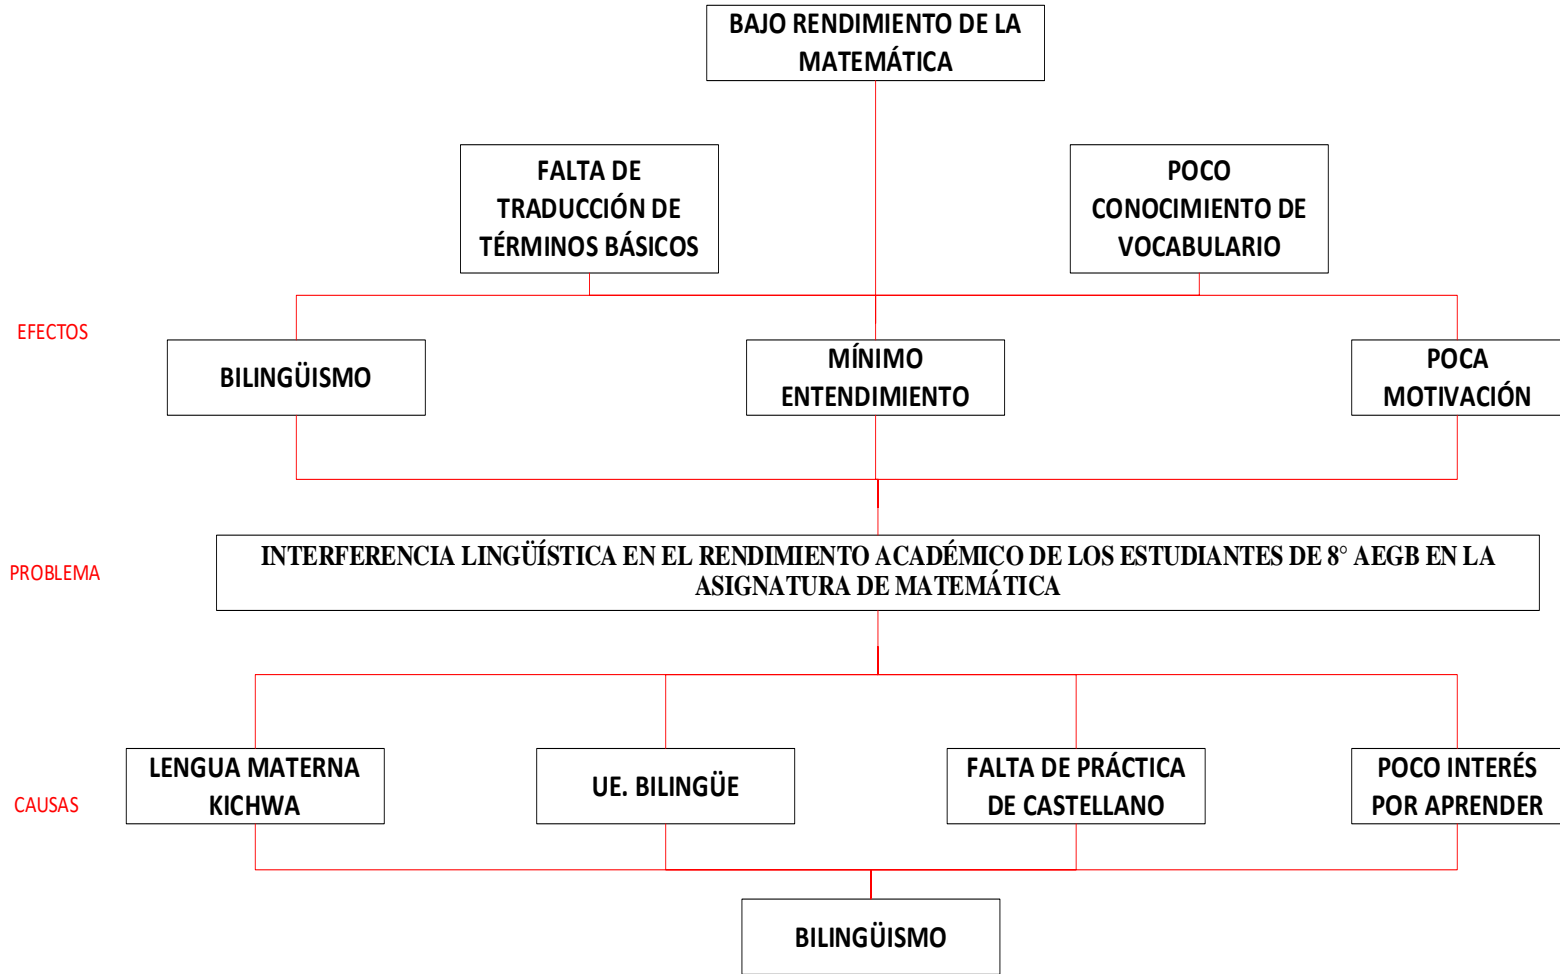 BAJO RENDIMIENTO DE LA
MATEMÁTICA
FALTA DE
TRADUCCIÓN DE
TÉRMINOS BÁSICOS
POCO
CONOCIMIENTO DE
VOCABULARIO
EFECTOS
BILINGÜISMO
MÍNIMO
ENTENDIMIENTO
POCA
MOTIVACIÓN
PROBLEMA
INTERFERENCIA LINGÜÍSTICA EN EL RENDIMIENTO ACADÉMICO DE LOS ESTUDIANTES DE 8° AEGB EN LA
ASIGNATURA DE MATEMÁTICA
CAUSAS
LENGUA MATERNA
KICHWA
UE. BILINGÜE
FALTA DE PRÁCTICA
DE CASTELLANO
POCO INTERÉS
POR APRENDER
BILINGÜISMO